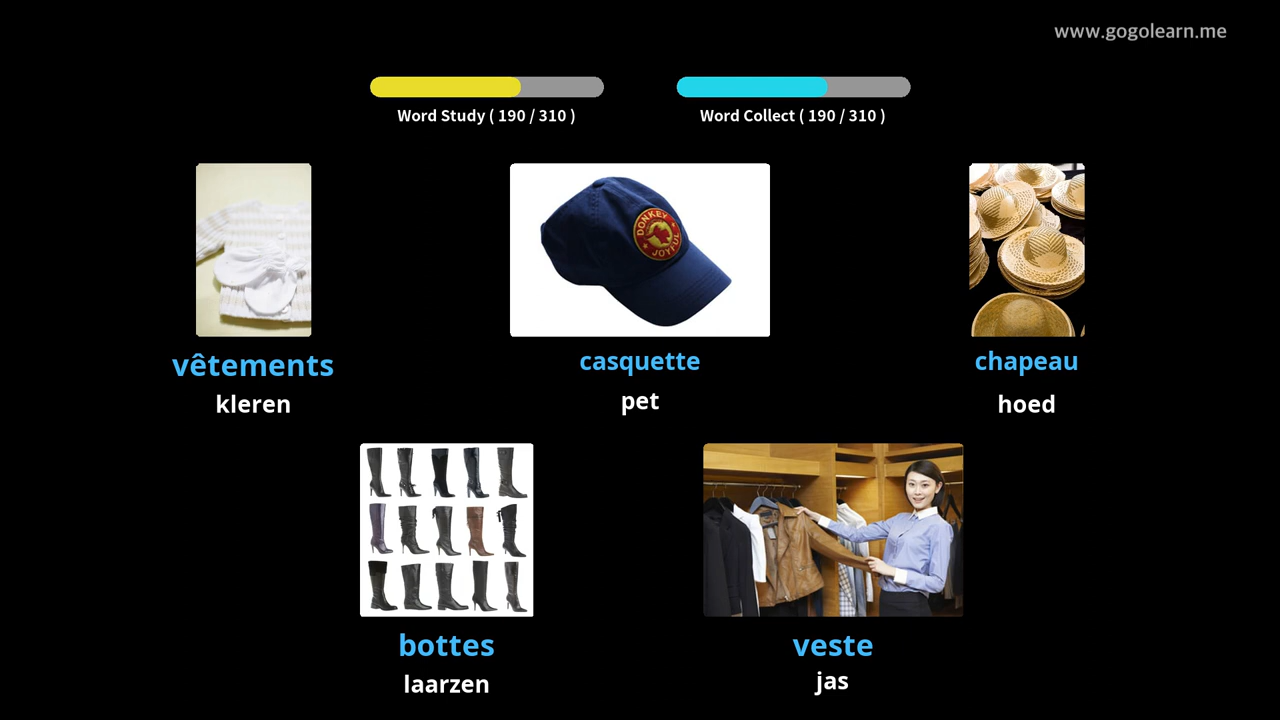 www.gogolearn.me
Word Study ( 190 / 310 )
Word Collect ( 190 / 310 )
DONKEY
JOYFUL
vêtements
kleren
casquette
pet
chapeau
hoed
bottes
laarzen
veste
jas